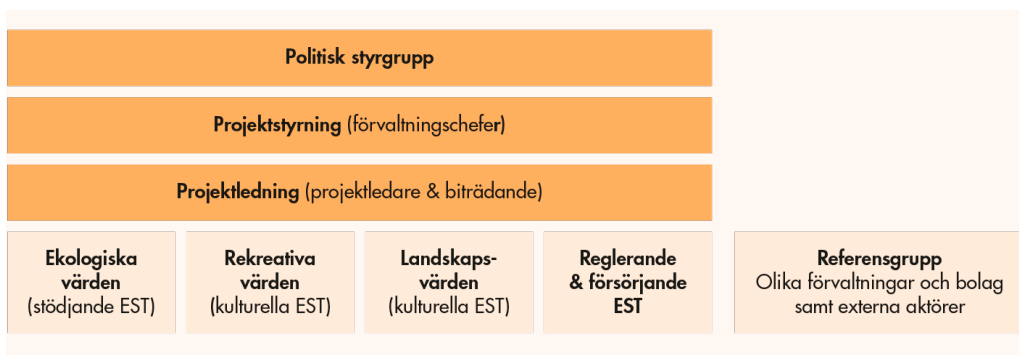 Politisk styrgrupp
Projektstyrning (förvaltningschefer)
Projektledning (projektledare & biträdande)
Ekologiska
värden
(stödjande EST)
Rekreativa
värden
(kulturella EST)
Landskaps-
värden
(kulturella EST)
Reglerande
& försörjande
EST
Referensgrupp
Olika förvaltningar och bolag
samt externa aktörer